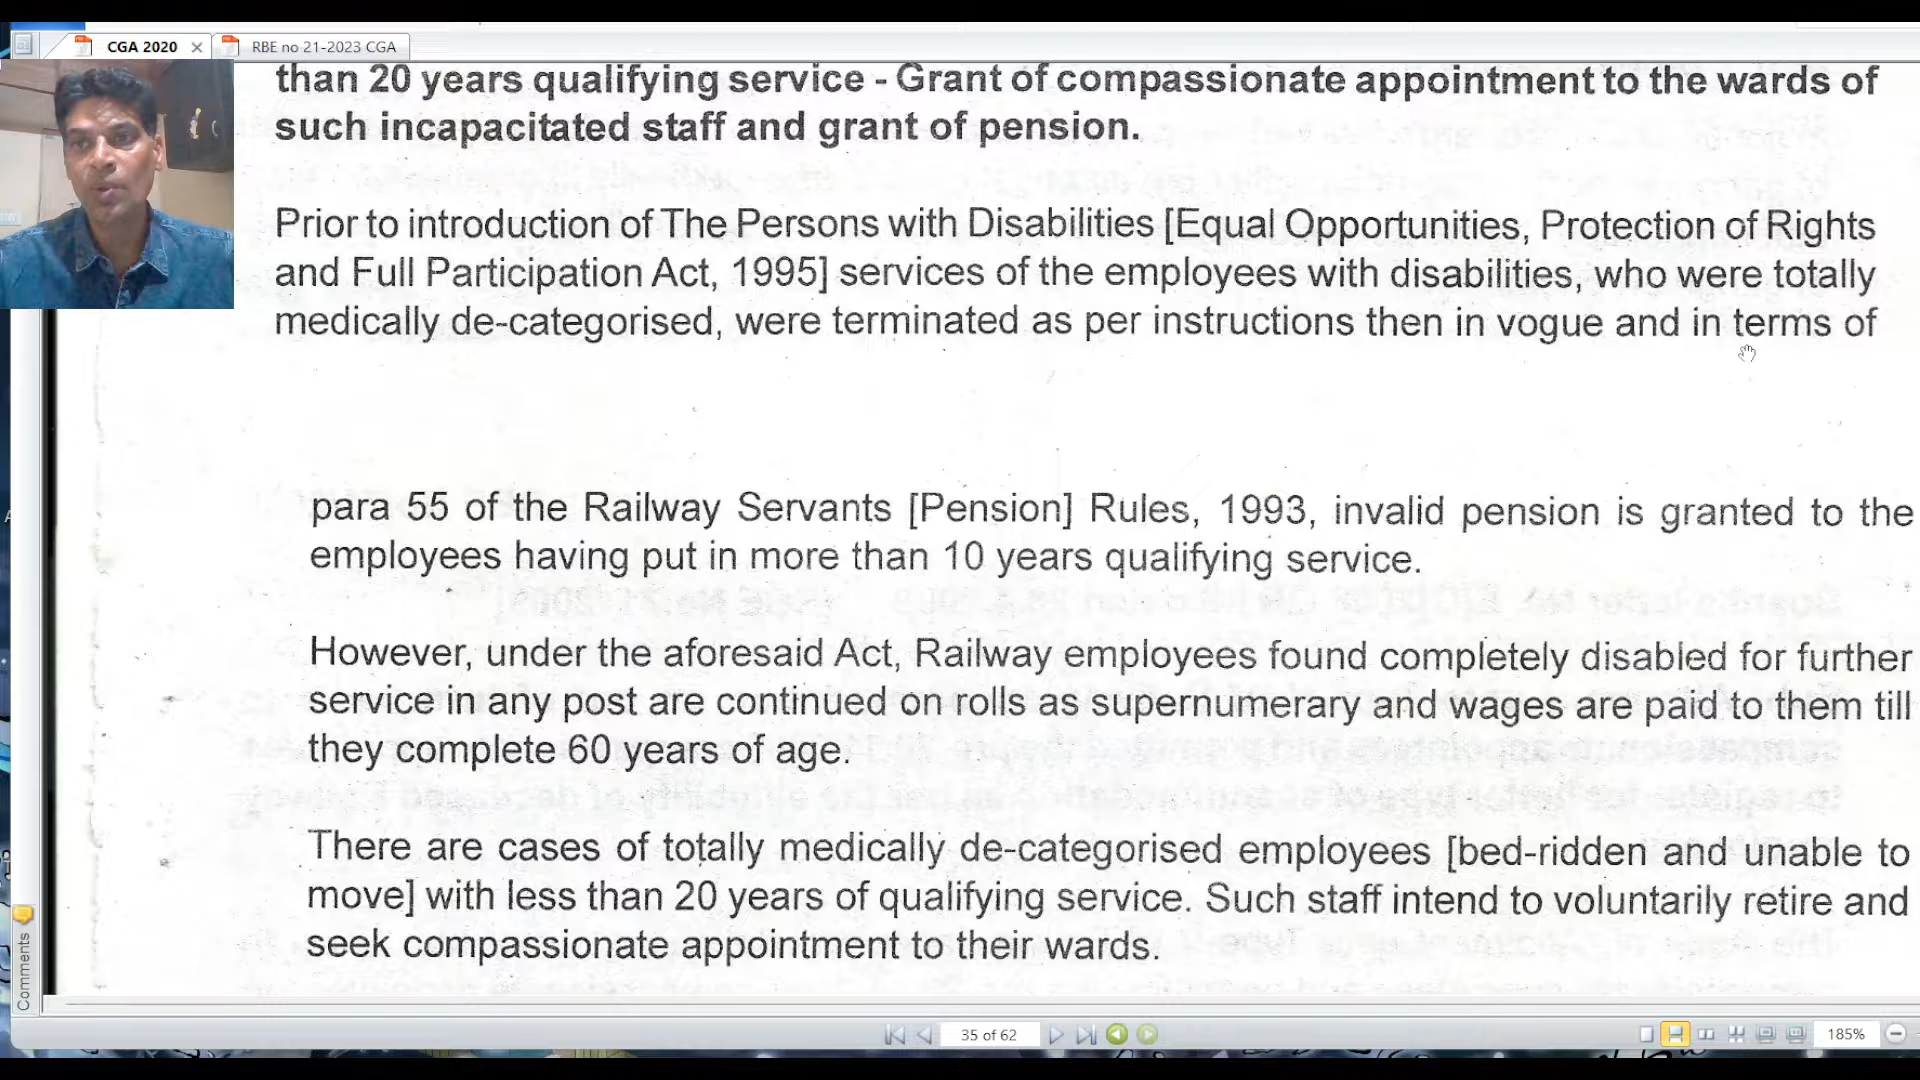 CGA 2020
RBE no 21-2023 CGA
than 20 years qualifying service - Grant of compassionate appointment to the wards of
such incapacitated staff and grant of pension.
Prior to introduction of The Persons with Disabilities [Equal Opportunities, Protection of Rights
and Full Participation Act, 1995] services of the employees with disabilities, who were totally
medically de-categorised, were terminated as per instructions then in vogue and in terms of
para 55 of the Railway Servants [Pension] Rules, 1993, invalid pension is granted to the
employees having put in more than 10 years qualifying service.
However, under the aforesaid Act, Railway employees found completely disabled for further
service in any post are continued on rolls as supernumerary and wages are paid to them till
they complete 60 years of age.
There are cases of totally medically de-categorised employees [bed-ridden and unable to
move] with less than 20 years of qualifying service. Such staff intend to voluntarily retire and
seek compassionate appointment to their wards.
Comments
35 of 62
185%